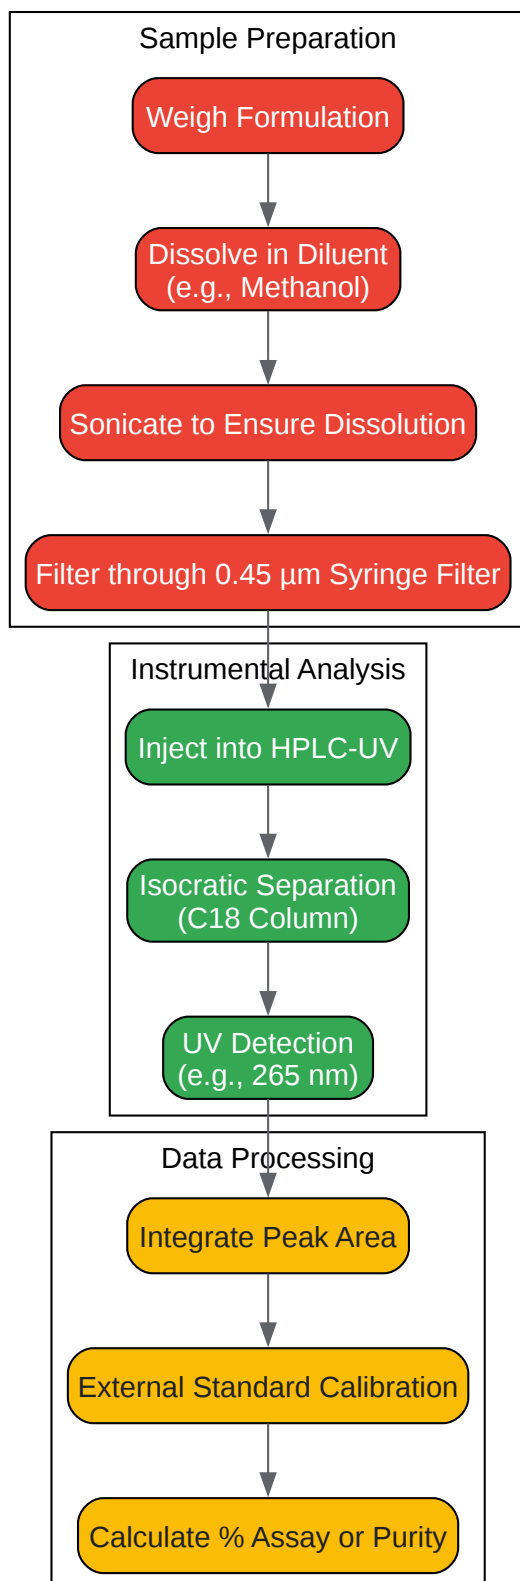 Sample Preparation
Weigh Formulation
Dissolve in Diluent
(e.g., Methanol)
Sonicate to Ensure Dissolution
Filter through 0.45 µm Syringe Filter
Instrumental Analysis
Inject into HPLC-UV
Isocratic Separation
(C18 Column)
UV Detection
(e.g., 265 nm)
Data Processing
Integrate Peak Area
External Standard Calibration
Calculate % Assay or Purity